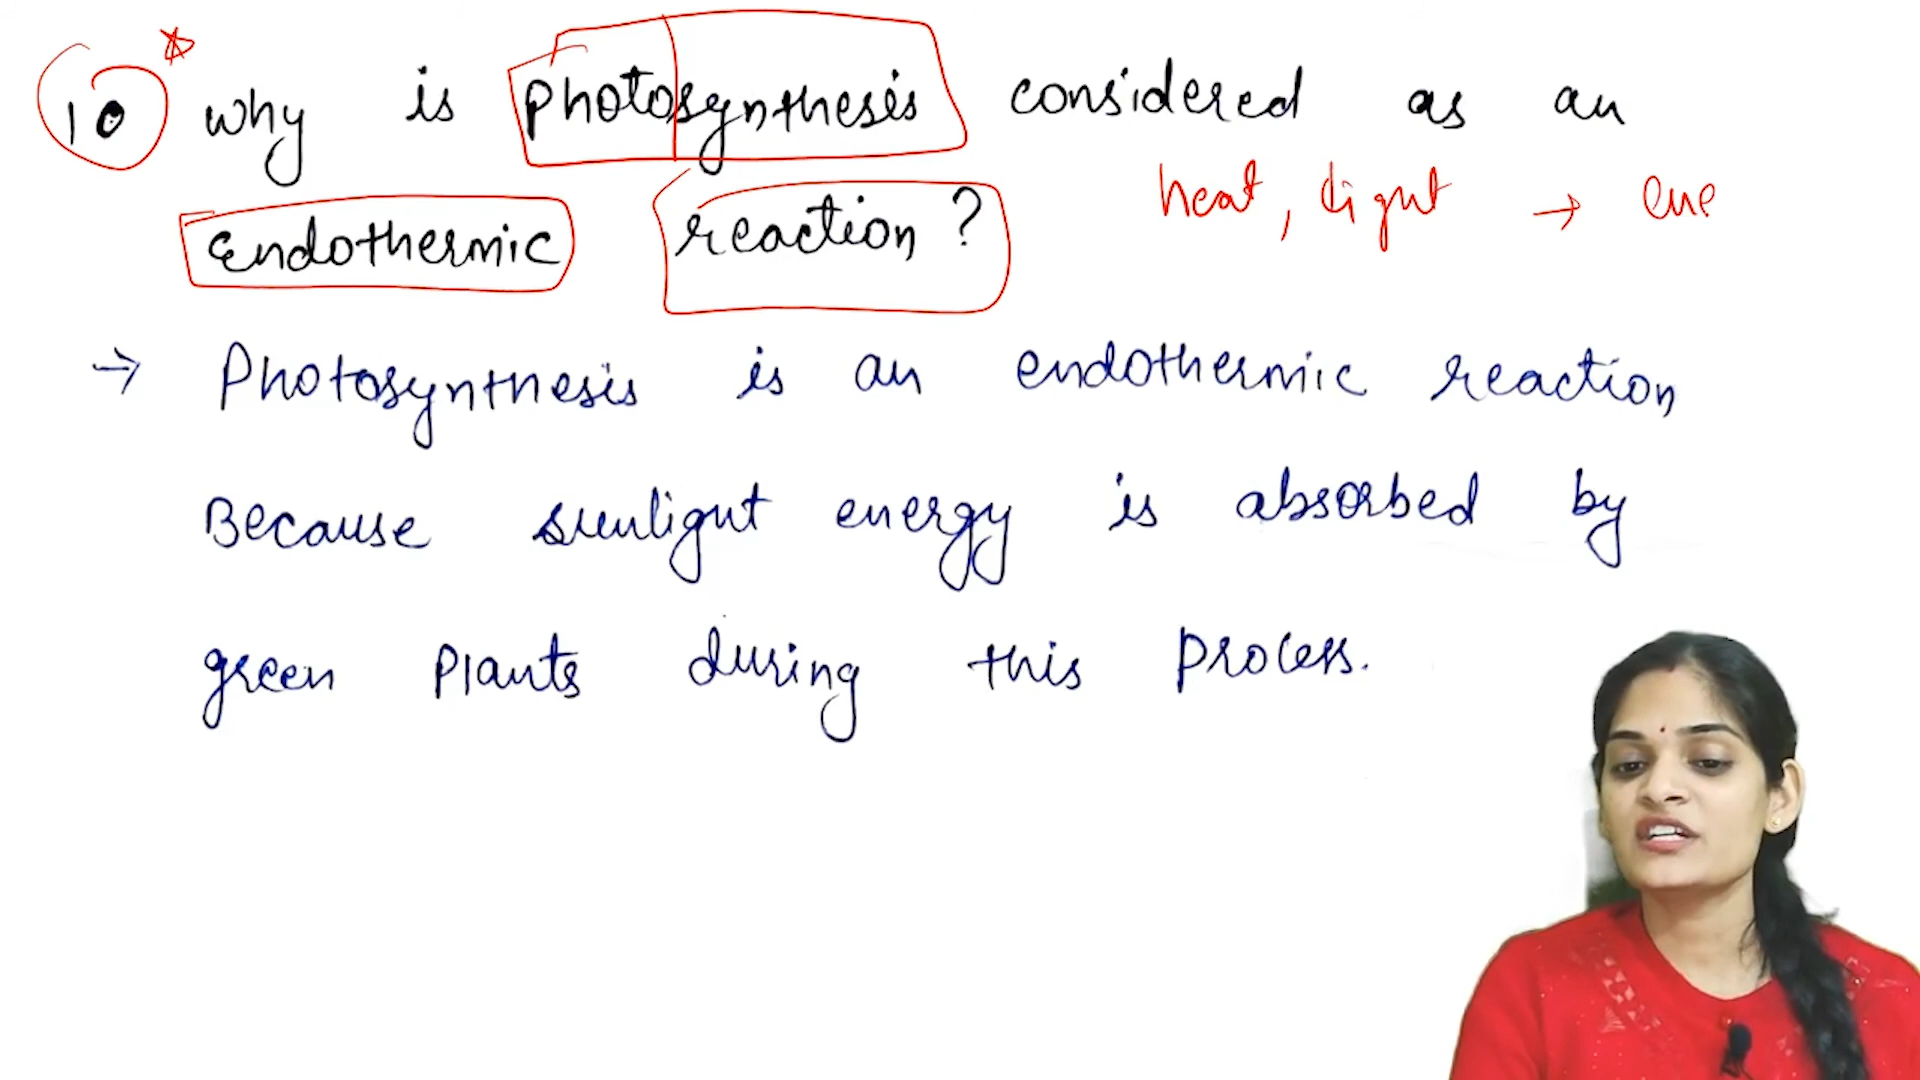 10 why is photosynthesis considered as an
heat, light → ene
Endothermic reaction?
→ Photosynthesis is an endothermic reaction
Because sunlight energy is absorbed by
green plants during this process.